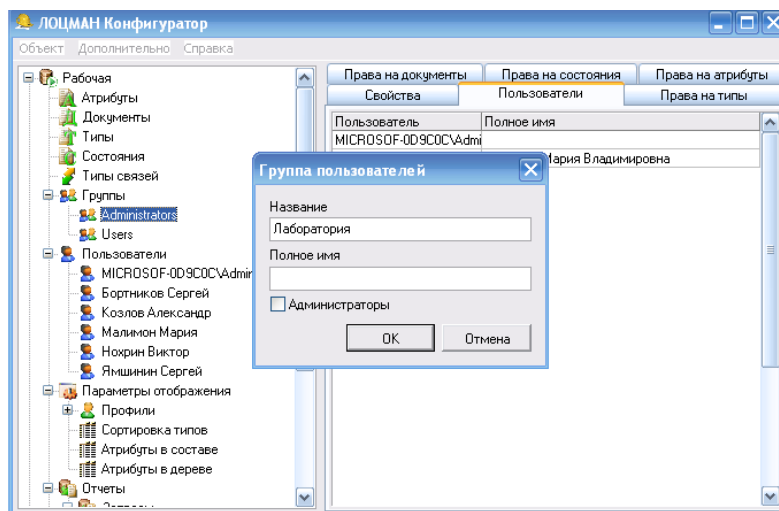 ЛОЦМАН Конфигуратор
Объект Дополнительно Справка
Рабочая
Атрибуты
Документы
Типы
Состояния
Типы связей
Группы
Administrators
Users
Пользователи
MICROSOF-0D9C0C\Admin
Бортников Сергей
Козлов Александр
Малимон Мария
Нохрин Виктор
Ямшинин Сергей
Параметры отображения
Профили
Сортировка типов
Атрибуты в составе
Атрибуты в дереве
Отчеты
Права на документы Права на состояния Права на атрибуты
Свойства Пользователи Права на типы
Пользователь Полное имя
MICROSOF-0D9C0C\Admi
Мария Владимировна
Группа пользователей
Название
Лаборатория
Полное имя
Администраторы
OK Отмена